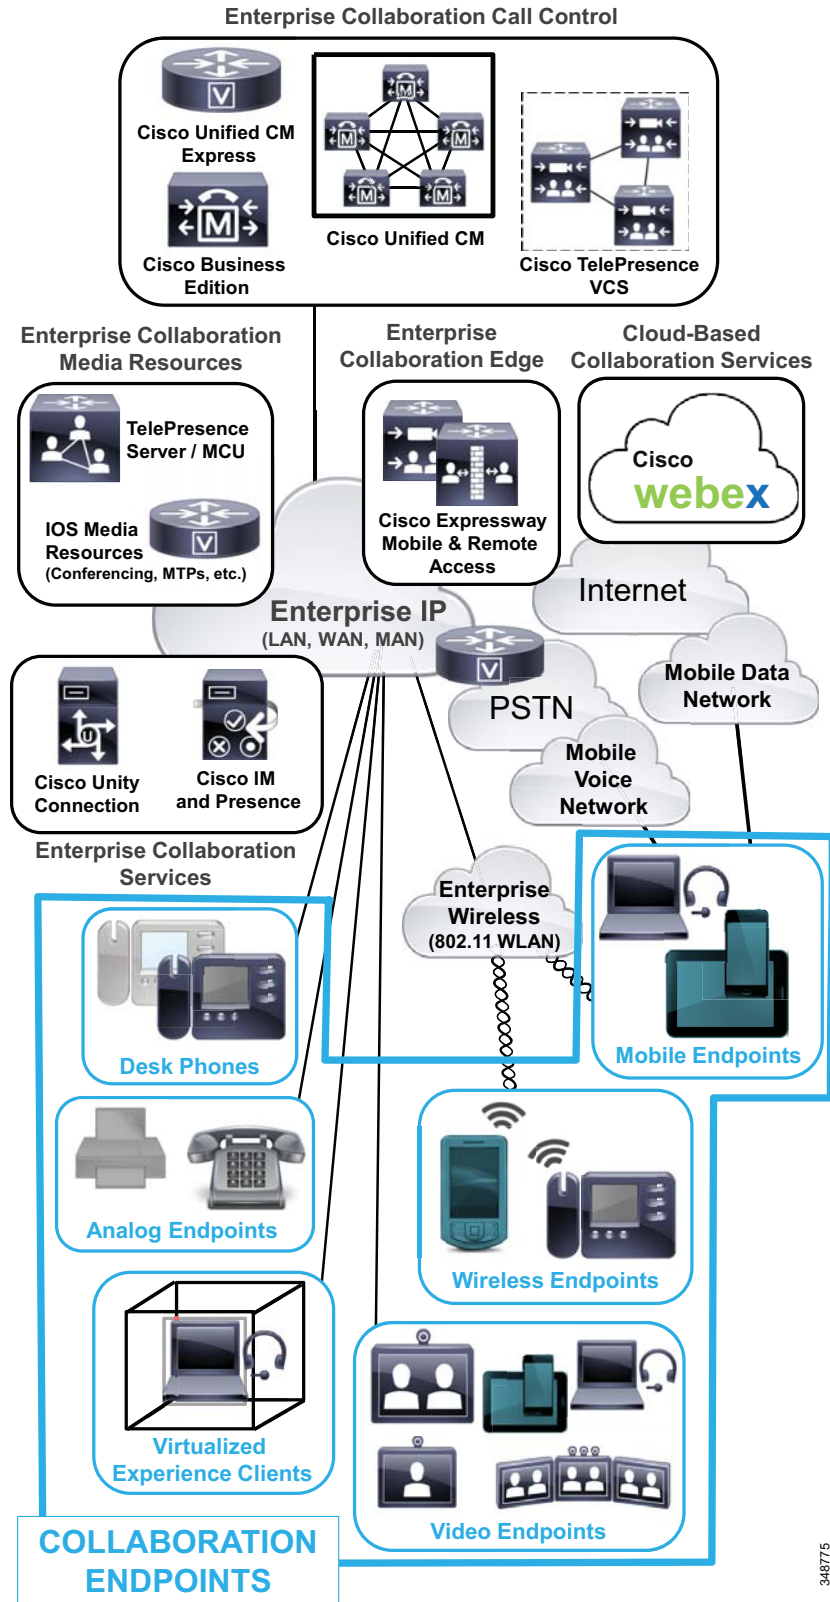 Enterprise Collaboration Call Control
V
Cisco Unified CM
Express
M
M
M
M
M
Cisco Unified CM
M
Cisco Business
Edition
Cisco TelePresence
VCS
Enterprise Collaboration
Media Resources
TelePresence
Server / MCU
IOS Media
Resources
(Conferencing, MTPs, etc.)
V
Enterprise
Collaboration Edge
Cisco Expressway
Mobile & Remote
Access
Cloud-Based
Collaboration Services
Cisco
webex
Internet
Enterprise IP
(LAN, WAN, MAN)
V
PSTN
Mobile Data
Network
Mobile
Voice
Network
U
Cisco Unity
Connection
Cisco IM
and Presence
Enterprise Collaboration
Services
Enterprise
Wireless
(802.11 WLAN)
Desk Phones
Mobile Endpoints
Analog Endpoints
Wireless Endpoints
Virtualized
Experience Clients
Video Endpoints
COLLABORATION
ENDPOINTS
348775